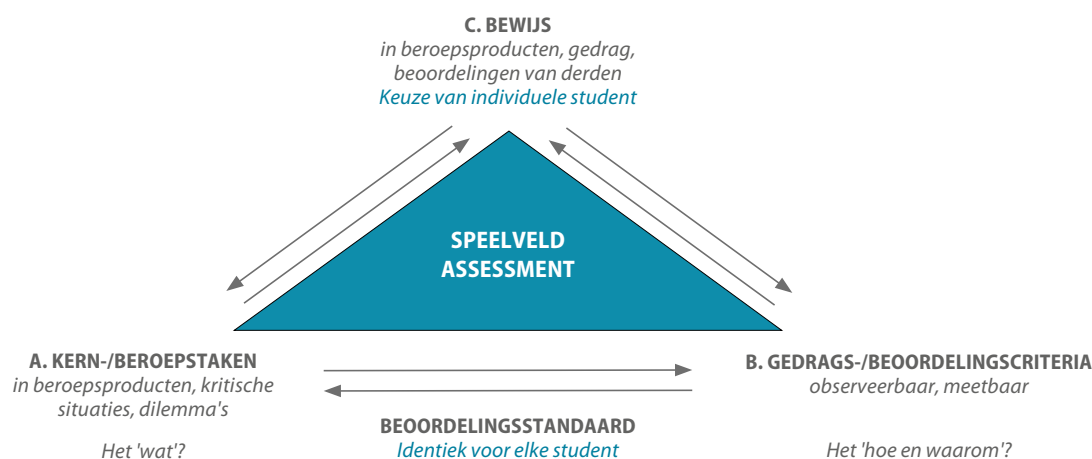 C. BEWIJS
in beroepsproducten, gedrag,
beoordelingen van derden
Keuze van individuele student
SPEELVELD
ASSESSMENT
A. KERN-/BEROEPSTAKEN
in beroepsproducten, kritische
situaties, dilemma's
Het 'wat'?
BEOORDELINGSSTANDAARD
Identiek voor elke student
B. GEDRAGS-/BEOORDELINGSCRITERIA
observeerbaar, meetbaar
Het 'hoe en waarom'?